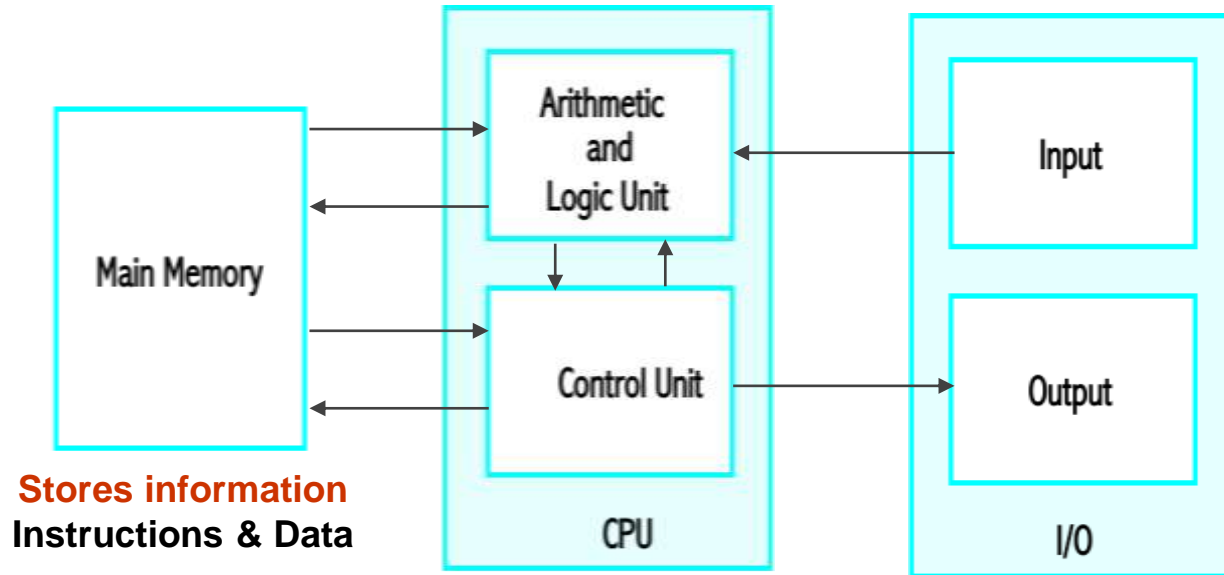 Main Memory
Stores information
Instructions & Data
Arithmetic
and
Logic Unit
Control Unit
CPU
Input
Output
I/O